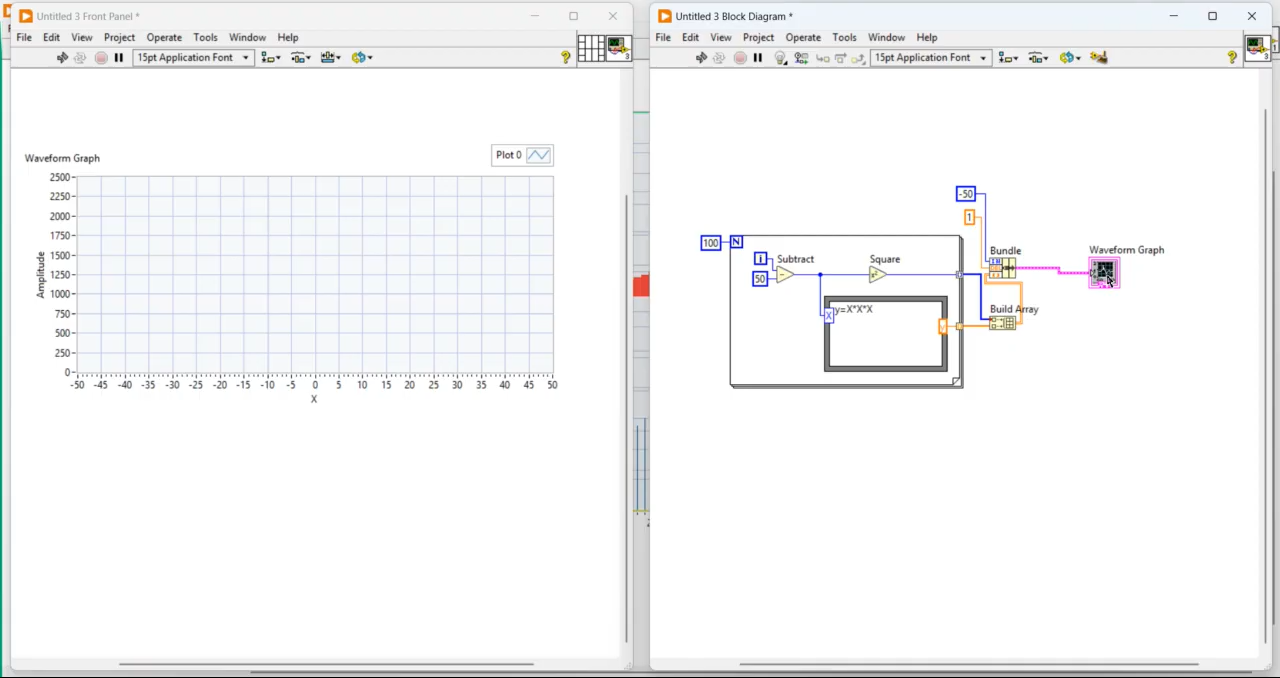 Untitled 3 Front Panel *
File Edit View Project Operate Tools Window Help
15pt Application Font
?
3
Waveform Graph
Plot 0
2500
2250
2000
1750
1500
1250
1000
750
500
250
0
Amplitude
-50 -45 -40 -35 -30 -25 -20 -15 -10 -5 0 5 10 15 20 25 30 35 40 45 50
X
Untitled 3 Block Diagram *
File Edit View Project Operate Tools Window Help
15pt Application Font
?
3
-50
1
100
N
i
50
Subtract
Square
x²
Bundle
Waveform Graph
Build Array
X
y=X*X*X
y